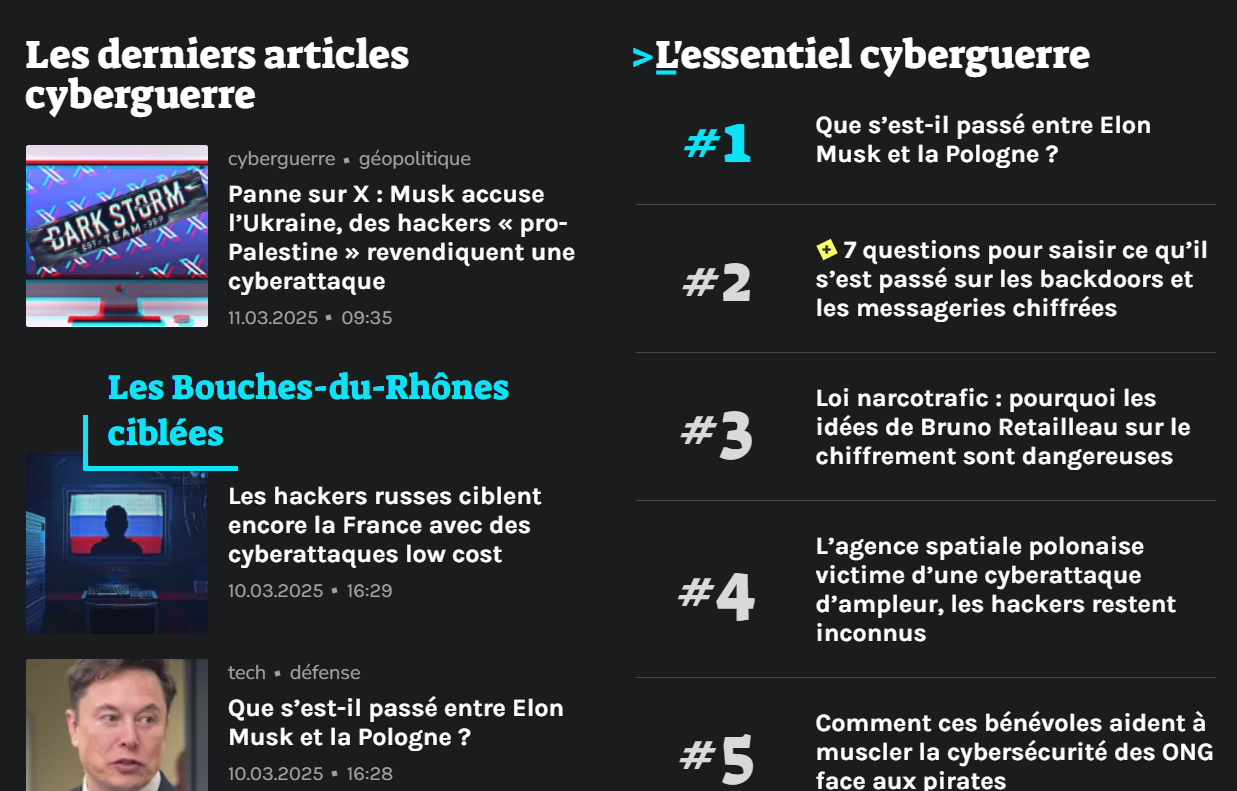 Les derniers articles
cyberguerre
DARK STORM
TEAM
cyberguerre ▪ géopolitique
Panne sur X : Musk accuse
l’Ukraine, des hackers « pro-
Palestine » revendiquent une
cyberattaque
11.03.2025 ▪ 09:35
Les Bouches-du-Rhônes
ciblées
Les hackers russes ciblent
encore la France avec des
cyberattaques low cost
10.03.2025 ▪ 16:29
tech ▪ défense
Que s’est-il passé entre Elon
Musk et la Pologne ?
10.03.2025 ▪ 16:28
>L'essentiel cyberguerre
#1
Que s’est-il passé entre Elon
Musk et la Pologne ?
#2
7 questions pour saisir ce qu’il
s’est passé sur les backdoors et
les messageries chiffrées
#3
Loi narcotrafic : pourquoi les
idées de Bruno Retailleau sur le
chiffrement sont dangereuses
#4
L’agence spatiale polonaise
victime d’une cyberattaque
d’ampleur, les hackers restent
inconnus
#5
Comment ces bénévoles aident à
muscler la cybersécurité des ONG
face aux pirates